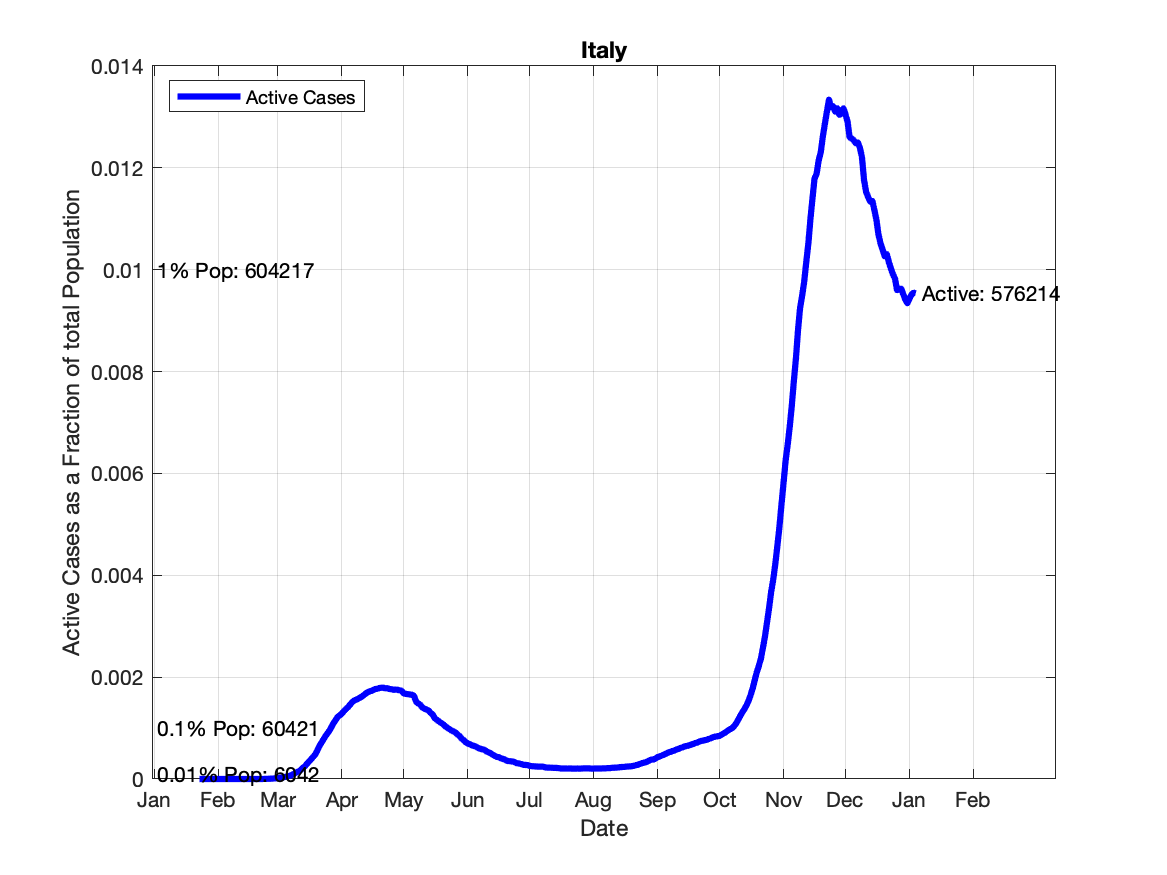 Italy
Active Cases
Active Cases as a Fraction of total Population
0.014
0.012
0.01
0.008
0.006
0.004
0.002
0
1% Pop: 604217
0.1% Pop: 60421
0.01% Pop: 6042
Active: 576214
Jan Feb Mar Apr May Jun Jul Aug Sep Oct Nov Dec Jan Feb
Date